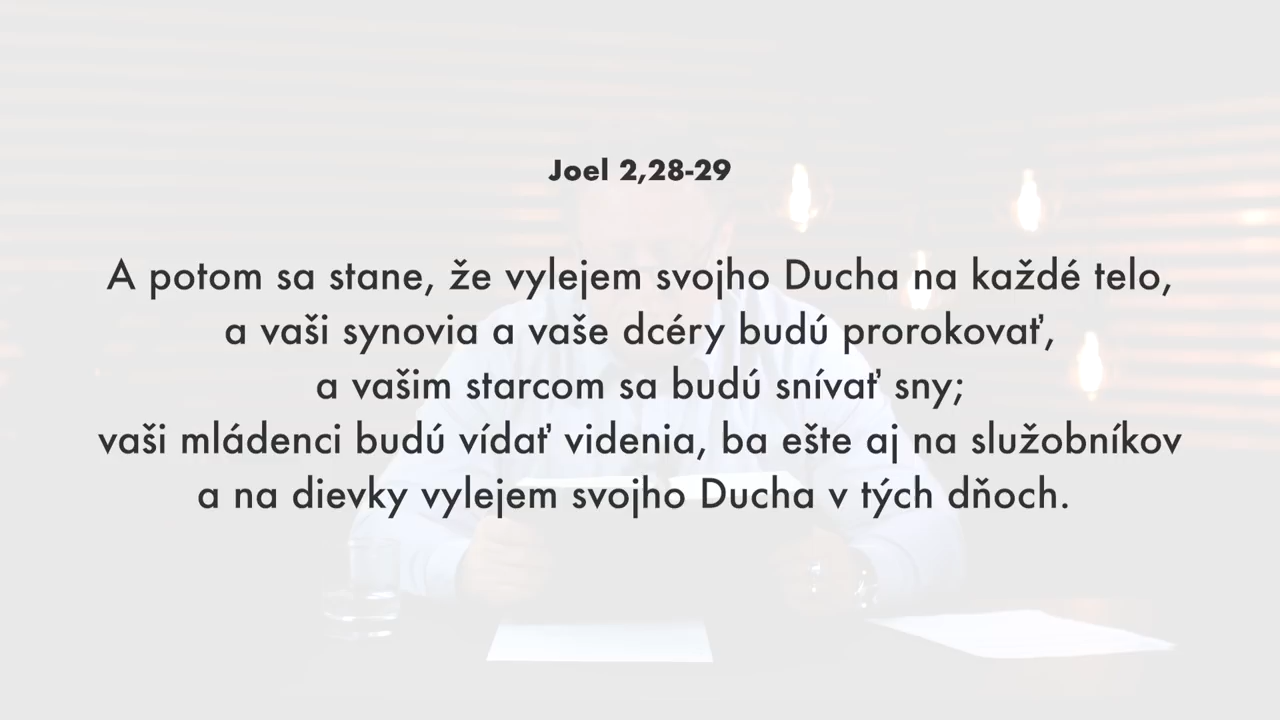 Joel 2,28-29
A potom sa stane, že vylejem svojho Ducha na každé telo,
a vaši synovia a vaše dcéry budú prorokovať,
a vašim starcom sa budú snívať sny;
vaši mládenci budú vídať videnia, ba ešte aj na služobníkov
a na dievky vylejem svojho Ducha v tých dňoch.